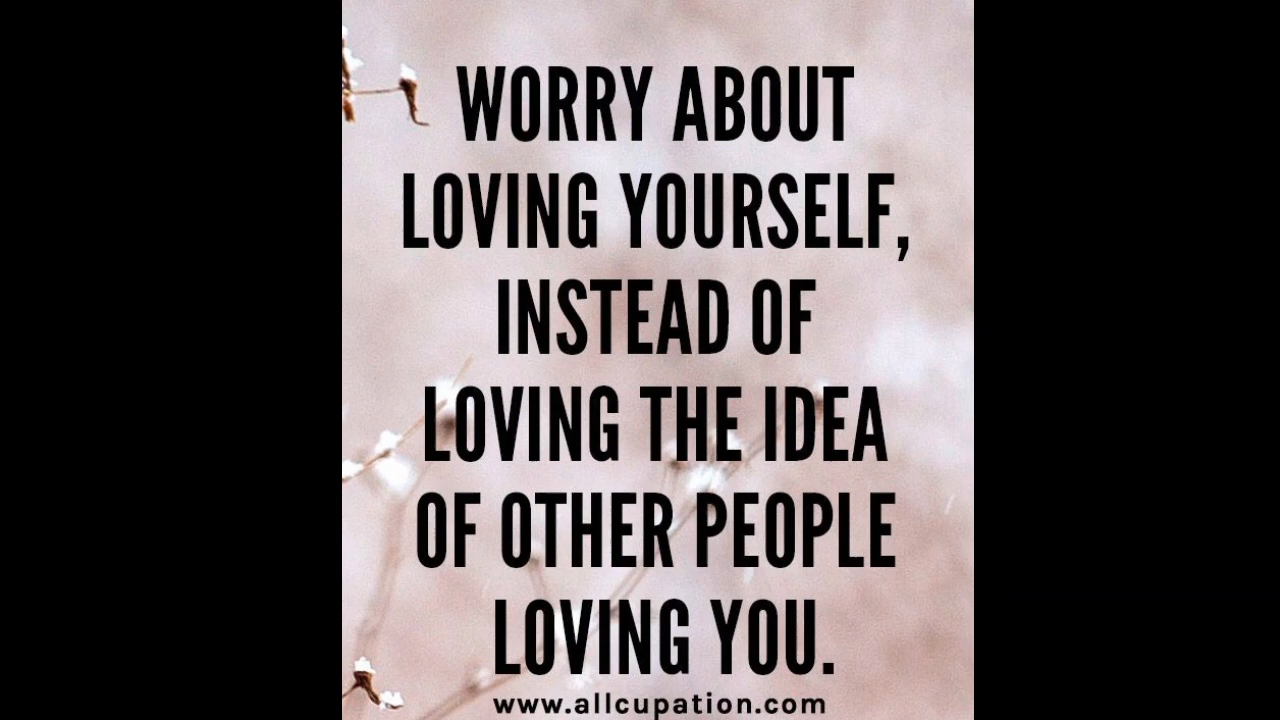 WORRY ABOUT
LOVING YOURSELF,
INSTEAD OF
LOVING THE IDEA
OF OTHER PEOPLE
LOVING YOU.
www.allcupation.com